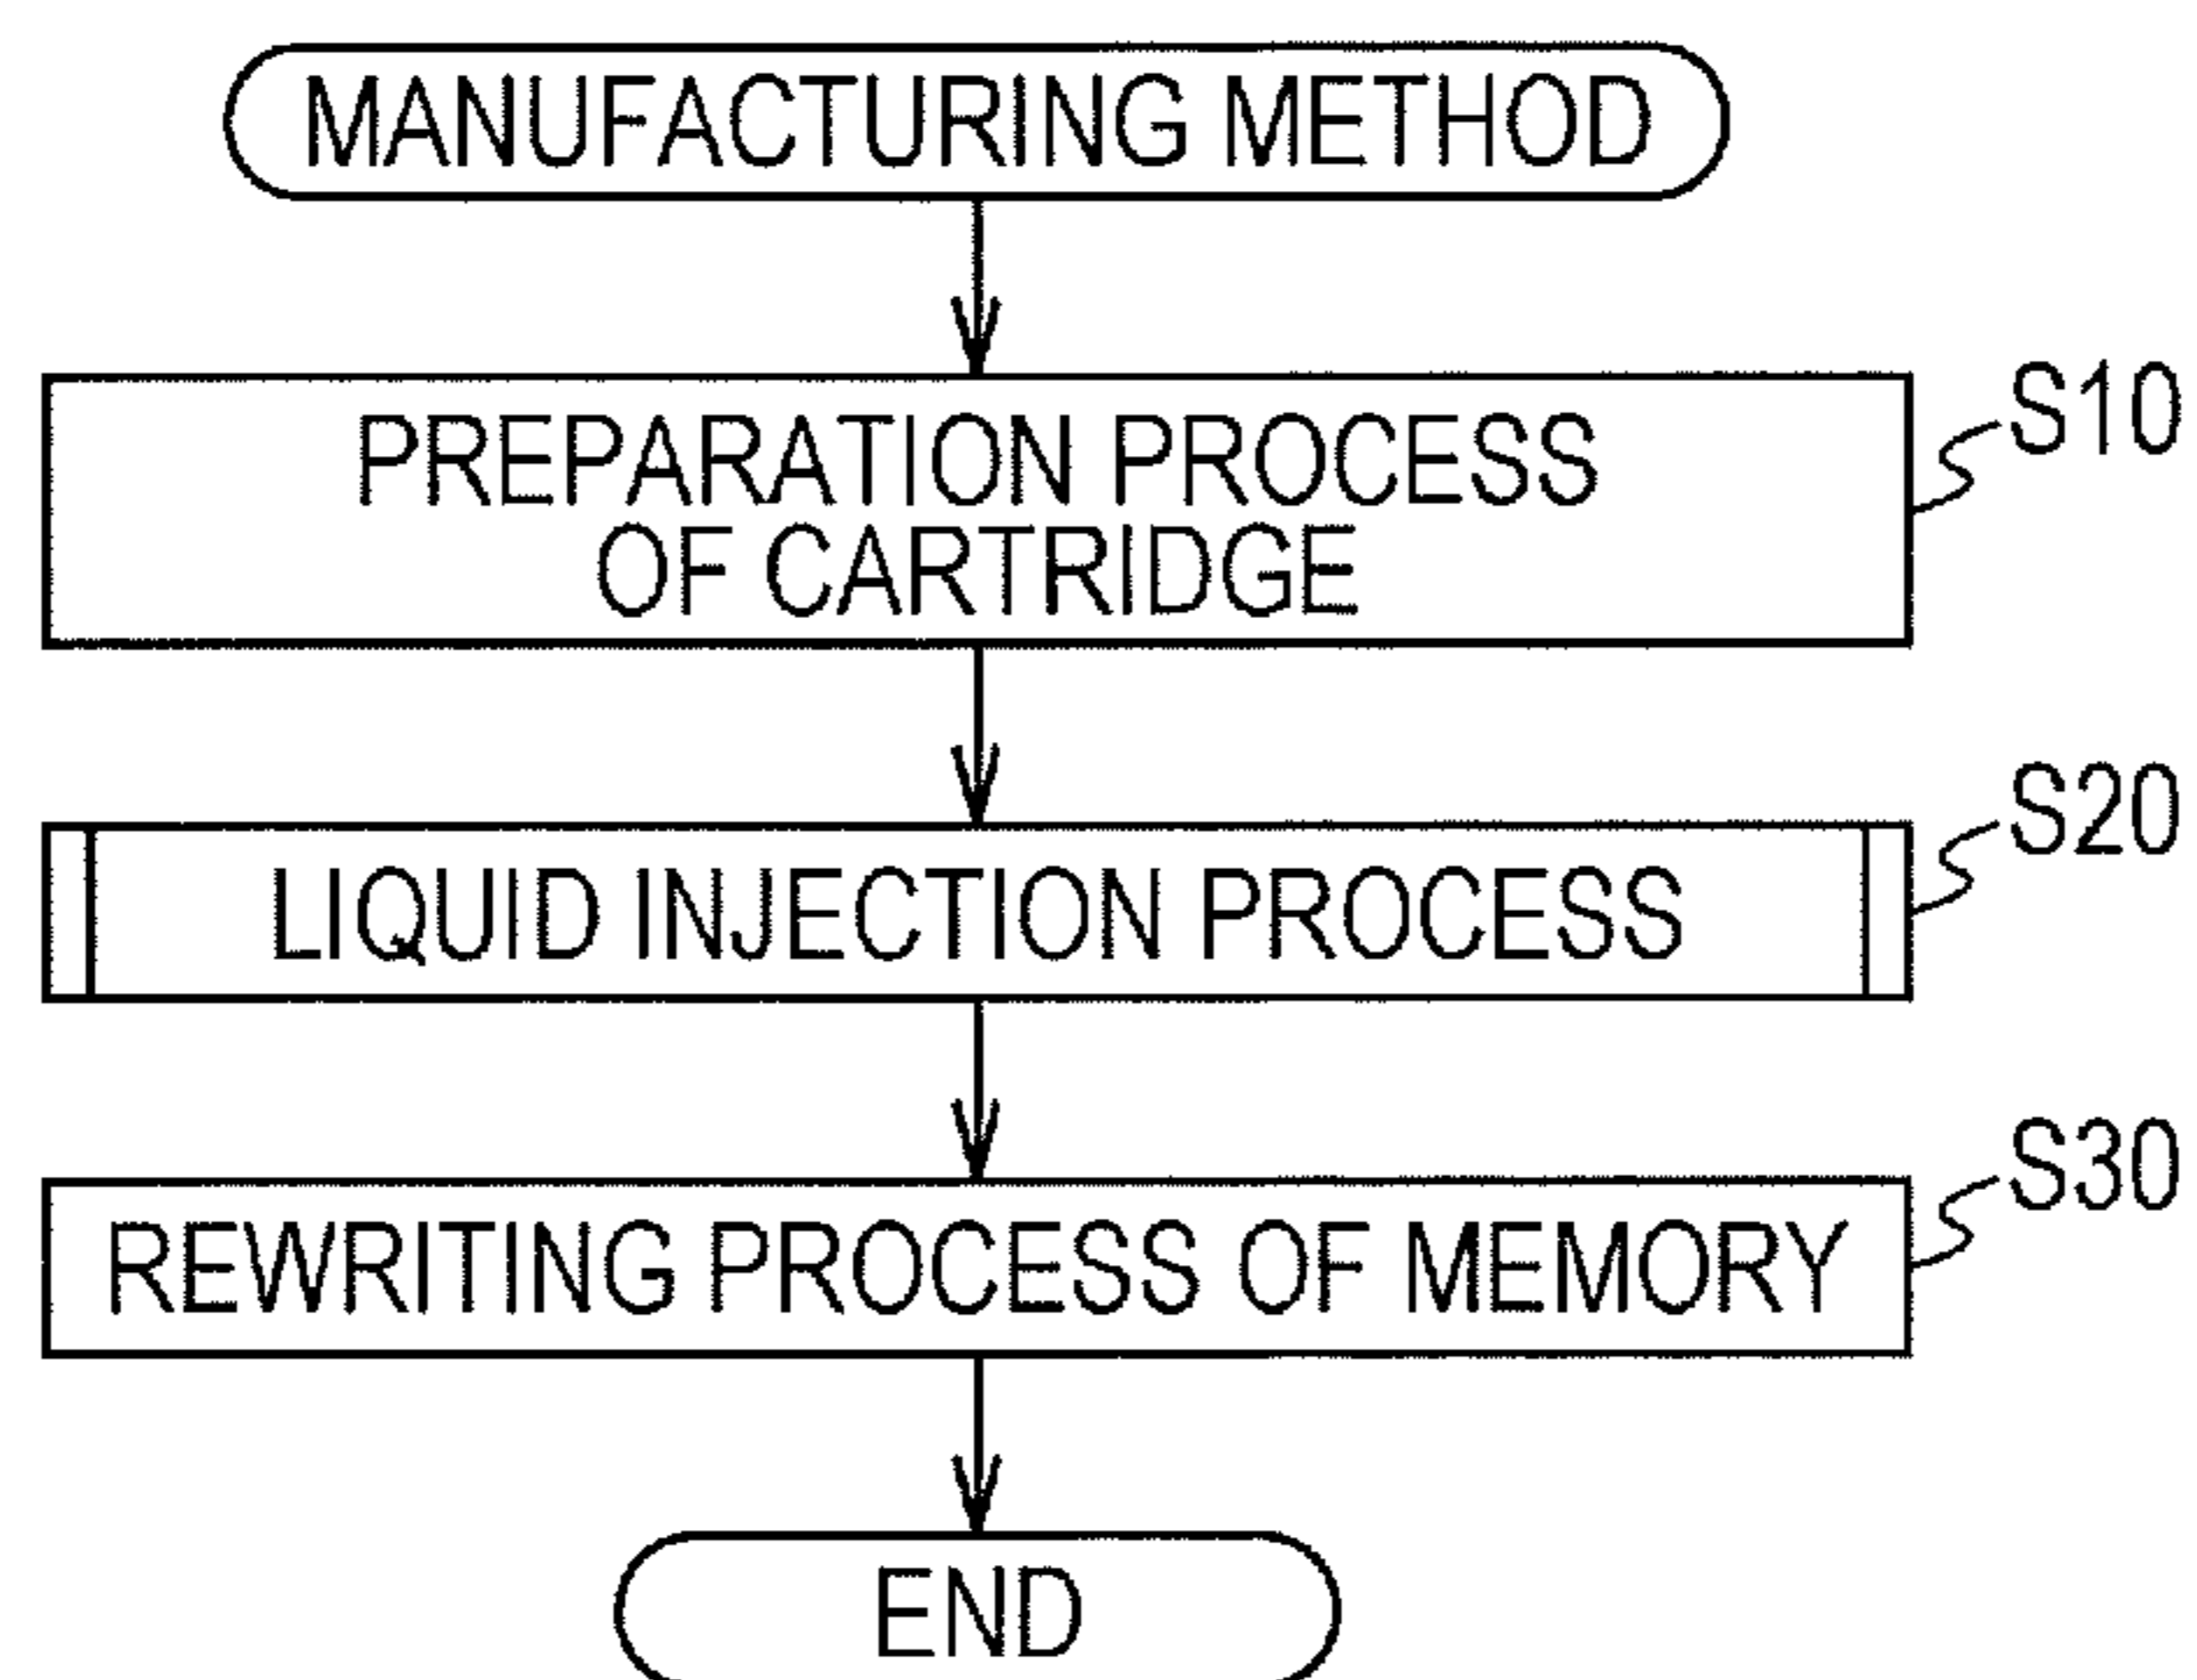 MANUFACTURING METHOD
S10
PREPARATION PROCESS
OF CARTRIDGE
S20
LIQUID INJECTION PROCESS
S30
REWRITING PROCESS OF MEMORY
END